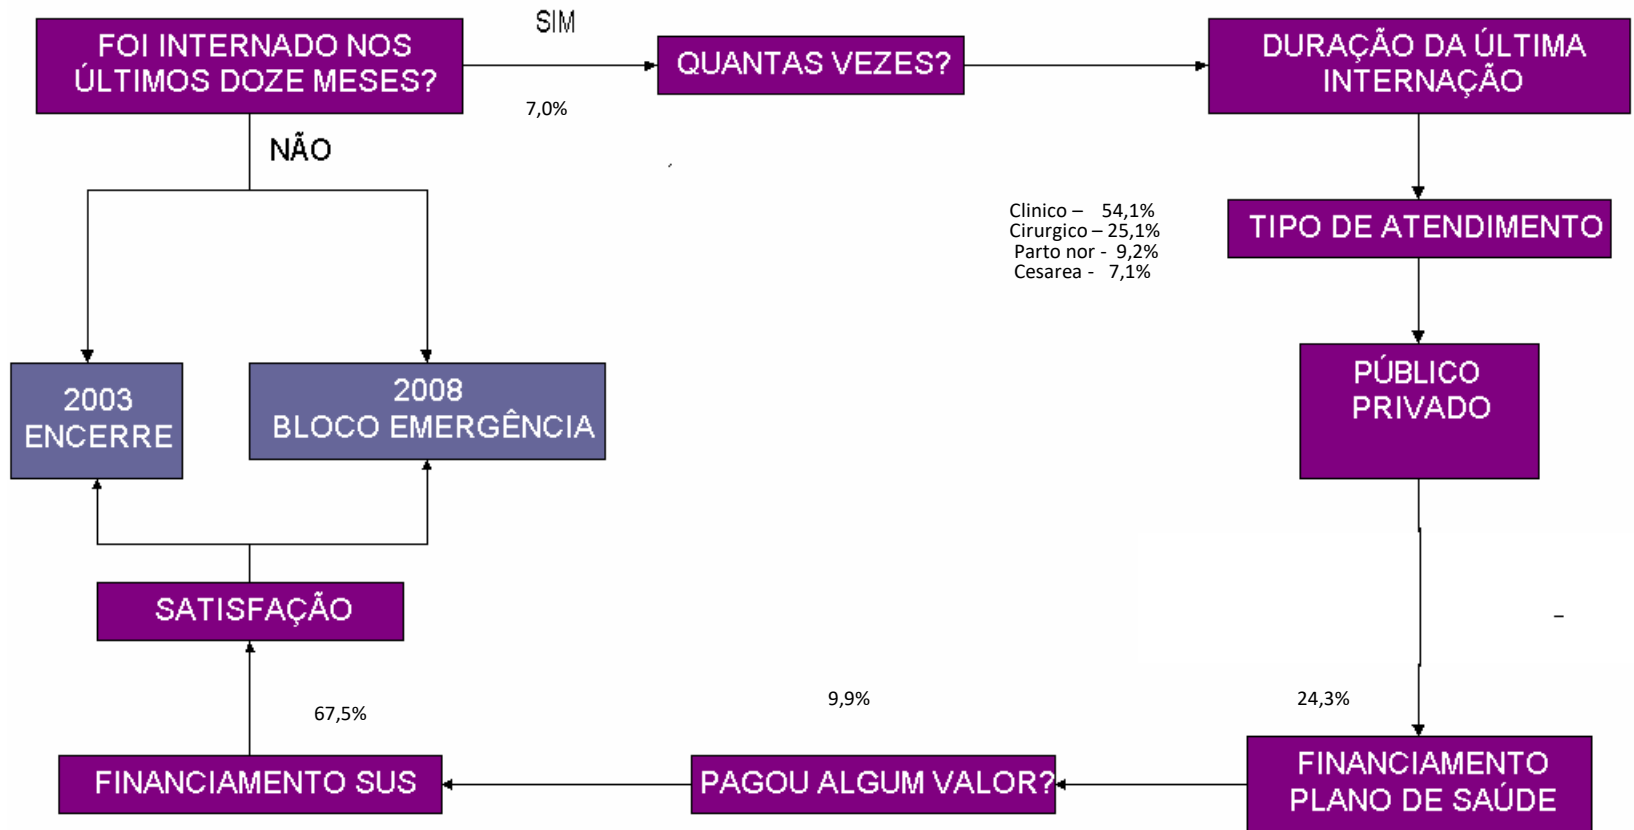 FOI INTERNADO NOS
ÚLTIMOS DOZE MESES?
SIM
7,0%
QUANTAS VEZES?
DURAÇÃO DA ÚLTIMA
INTERNAÇÃO
NÃO
Clinico – 54,1%
Cirurgico – 25,1%
Parto nor - 9,2%
Cesarea - 7,1%
TIPO DE ATENDIMENTO
PÚBLICO
PRIVADO
2003
ENCERRE
2008
BLOCO EMERGÊNCIA
SATISFAÇÃO
–
67,5%
9,9%
24,3%
FINANCIAMENTO SUS
PAGOU ALGUM VALOR?
FINANCIAMENTO
PLANO DE SAÚDE